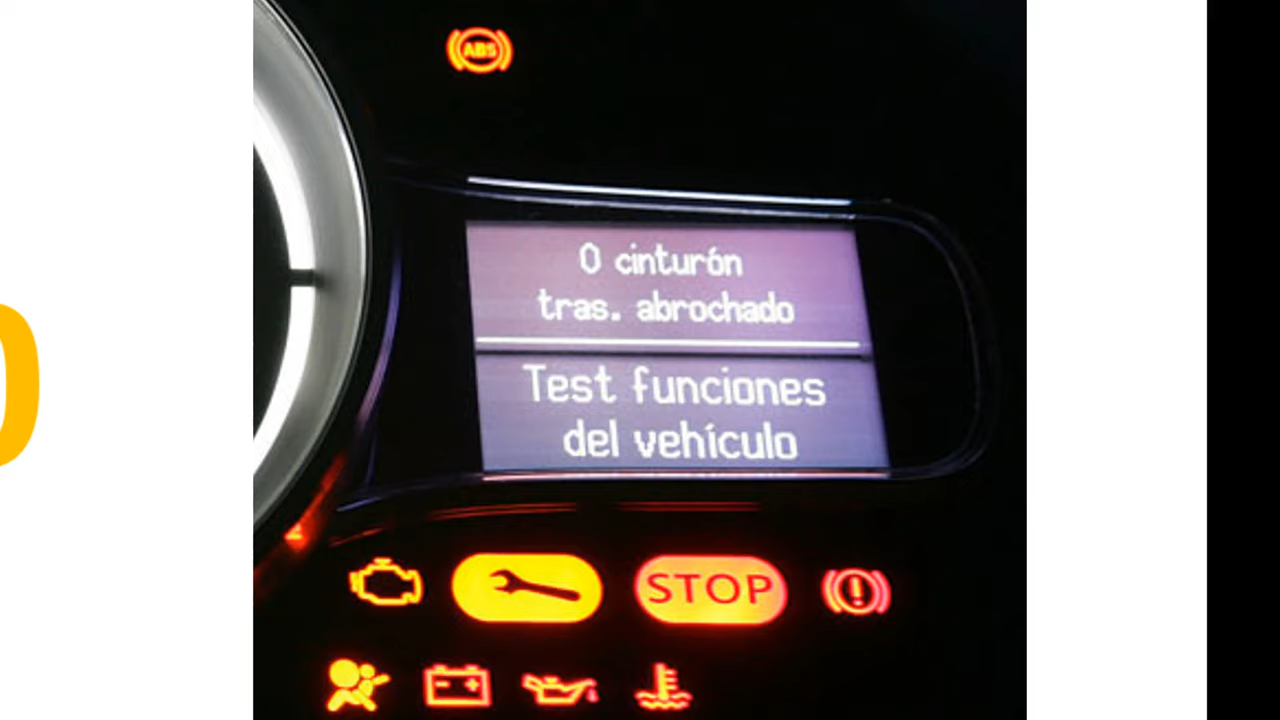 ABS
0 cinturón
tras. abrochado
Test funciones
del vehículo
STOP